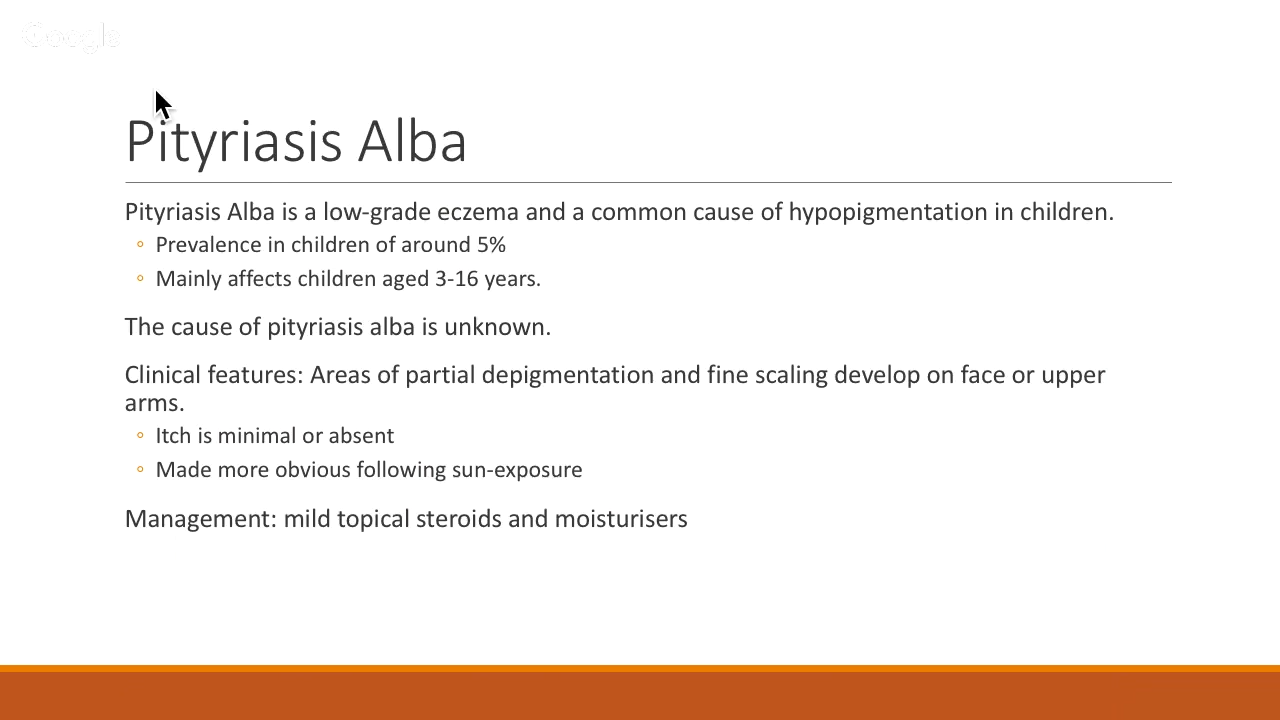 Google
Pityriasis Alba
Pityriasis Alba is a low-grade eczema and a common cause of hypopigmentation in children.
◦ Prevalence in children of around 5%
◦ Mainly affects children aged 3-16 years.
The cause of pityriasis alba is unknown.
Clinical features: Areas of partial depigmentation and fine scaling develop on face or upper
arms.
◦ Itch is minimal or absent
◦ Made more obvious following sun-exposure
Management: mild topical steroids and moisturisers